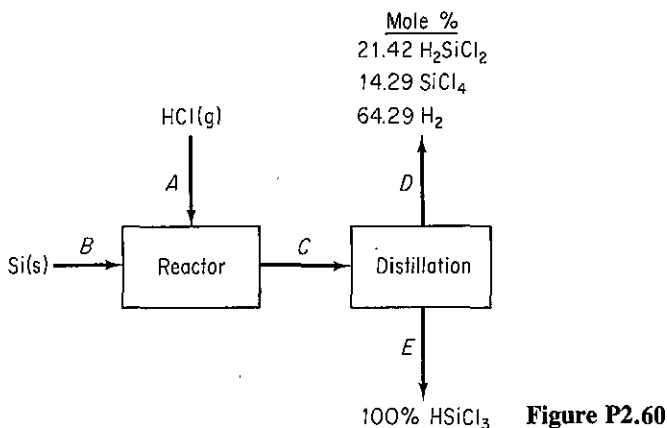 Mole %
21.42 H₂SiCl₂
14.29 SiCl₄
64.29 H₂
HCl(g)
A
D
Si(s)
B
Reactor
C
Distillation
E
100% HSiCl₃
Figure P2.60